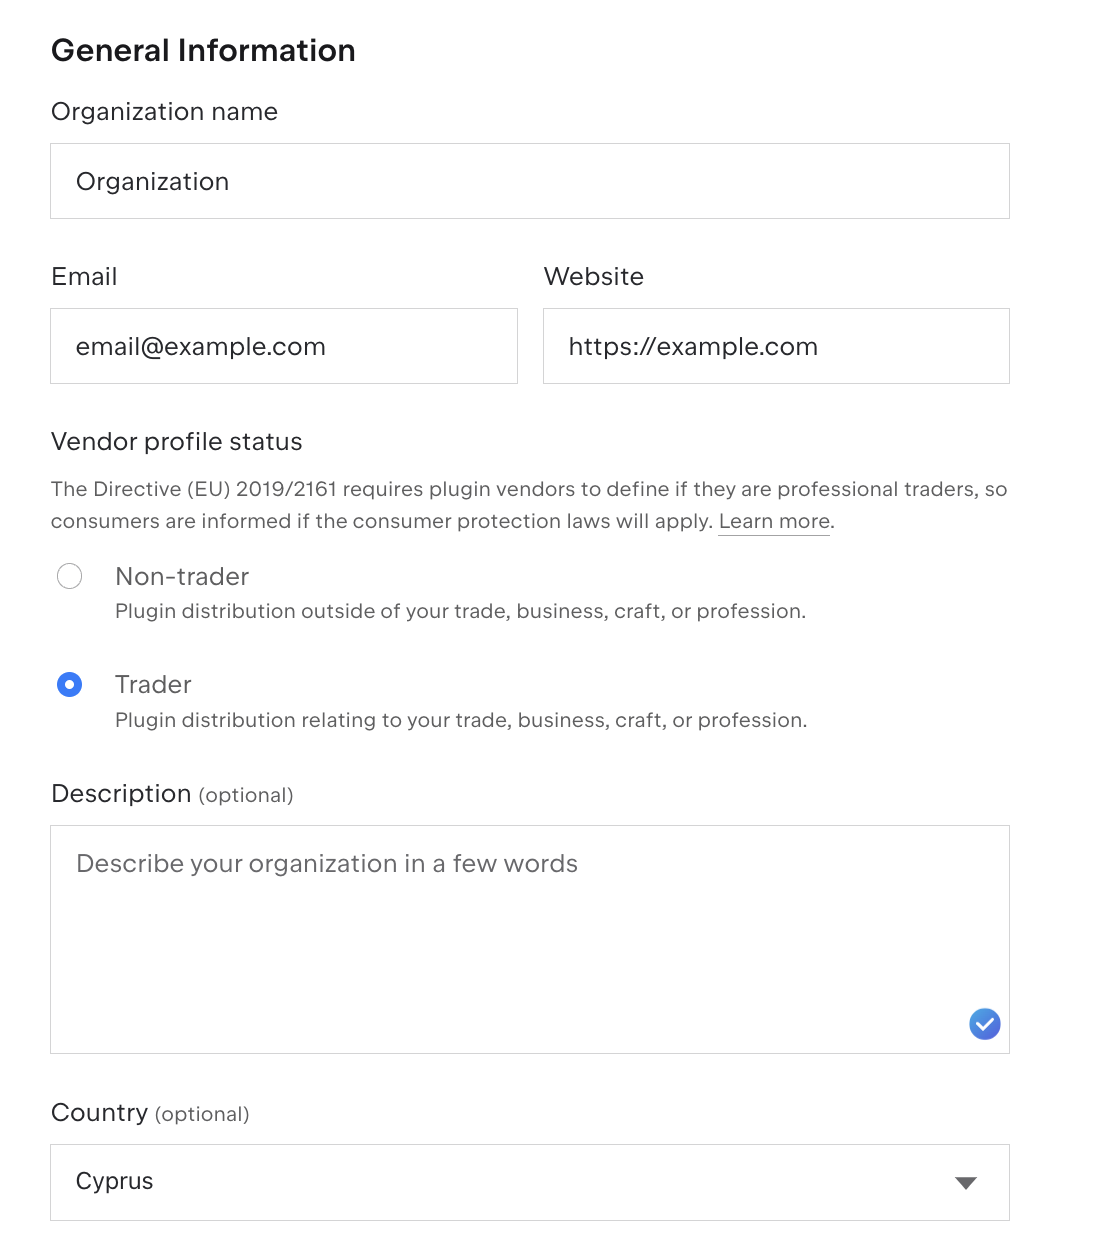 General Information
Organization name
Organization
Email
Website
email@example.com
https://example.com
Vendor profile status
The Directive (EU) 2019/2161 requires plugin vendors to define if they are professional traders, so
consumers are informed if the consumer protection laws will apply. Learn more.
Non-trader
Plugin distribution outside of your trade, business, craft, or profession.
Trader
Plugin distribution relating to your trade, business, craft, or profession.
Description (optional)
Describe your organization in a few words
Country (optional)
Cyprus